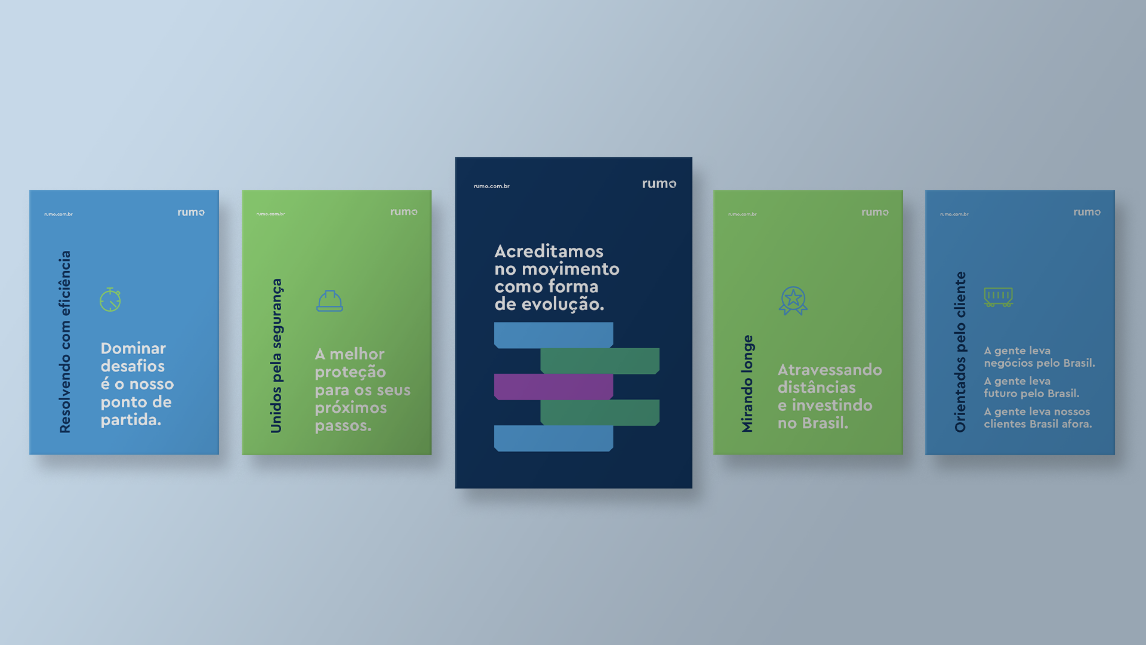 rumo.com.br
rumo
Resolvendo com eficiência
Dominar
desafios
é o nosso
ponto de
partida.
rumo.com.br
rumo
Unidos pela segurança
A melhor
proteção
para os seus
próximos
passos.
rumo.com.br
rumo
Acreditamos
no movimento
como forma
de evolução.
rumo.com.br
rumo
Mirando longe
Atravessando
distâncias
e investindo
no Brasil.
rumo.com.br
rumo
Orientados pelo cliente
A gente leva
negócios pelo Brasil.
A gente leva
futuro pelo Brasil.
A gente leva nossos
clientes Brasil afora.